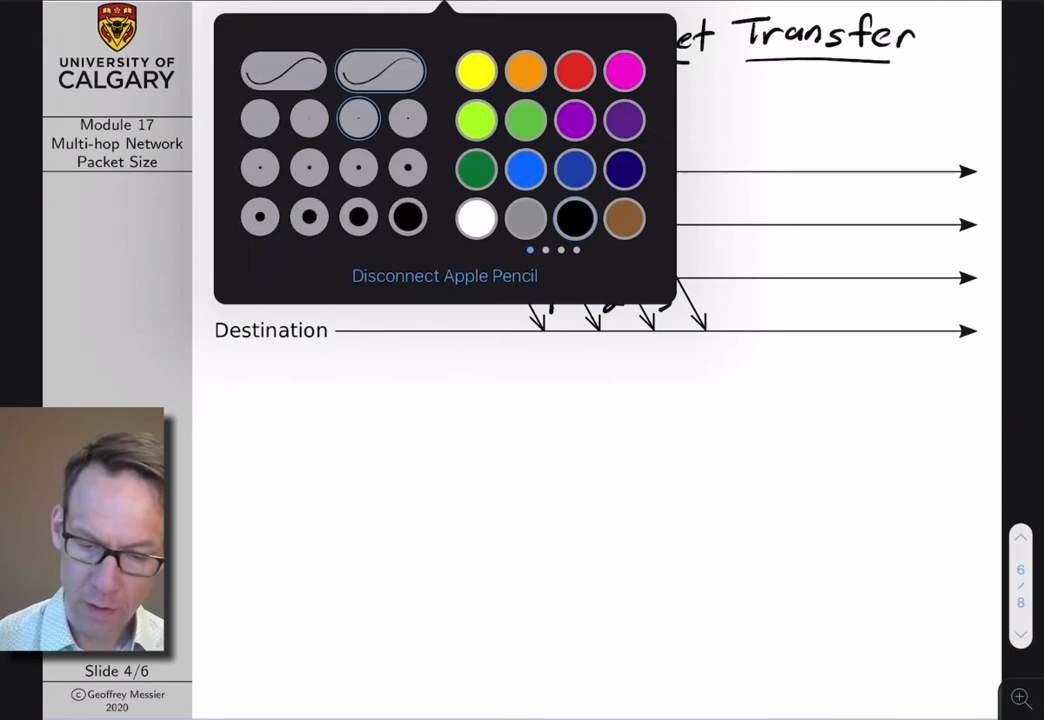 UNIVERSITY OF
CALGARY
Module 17
Multi-hop Network
Packet Size
et Transfer
Disconnect Apple Pencil
Destination
6
/
8
Slide 4/6
© Geoffrey Messier
2020